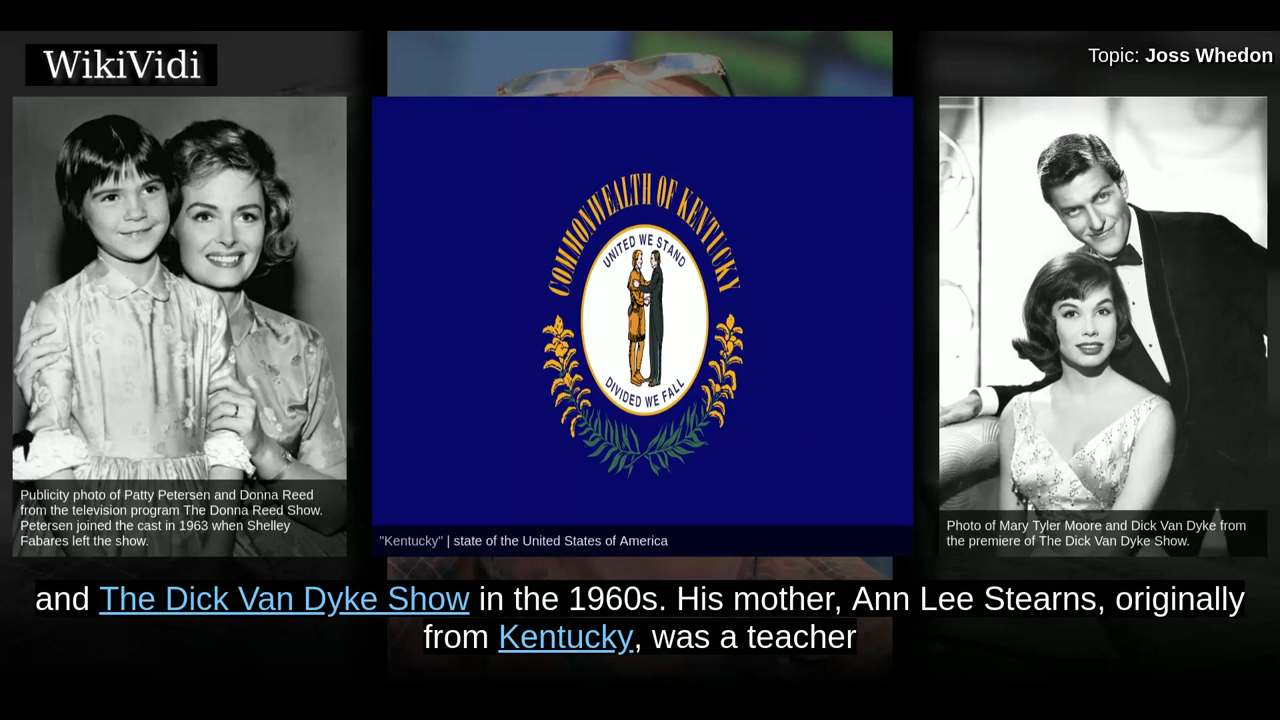 WikiVidi
Topic: Joss Whedon
COMMONWEALTH OF KENTUCKY
UNITED WE STAND
DIVIDED WE FALL
Publicity photo of Patty Petersen and Donna Reed
from the television program The Donna Reed Show.
Petersen joined the cast in 1963 when Shelley
Fabares left the show.
"Kentucky" | state of the United States of America
Photo of Mary Tyler Moore and Dick Van Dyke from
the premiere of The Dick Van Dyke Show.
and The Dick Van Dyke Show in the 1960s. His mother, Ann Lee Stearns, originally
from Kentucky, was a teacher